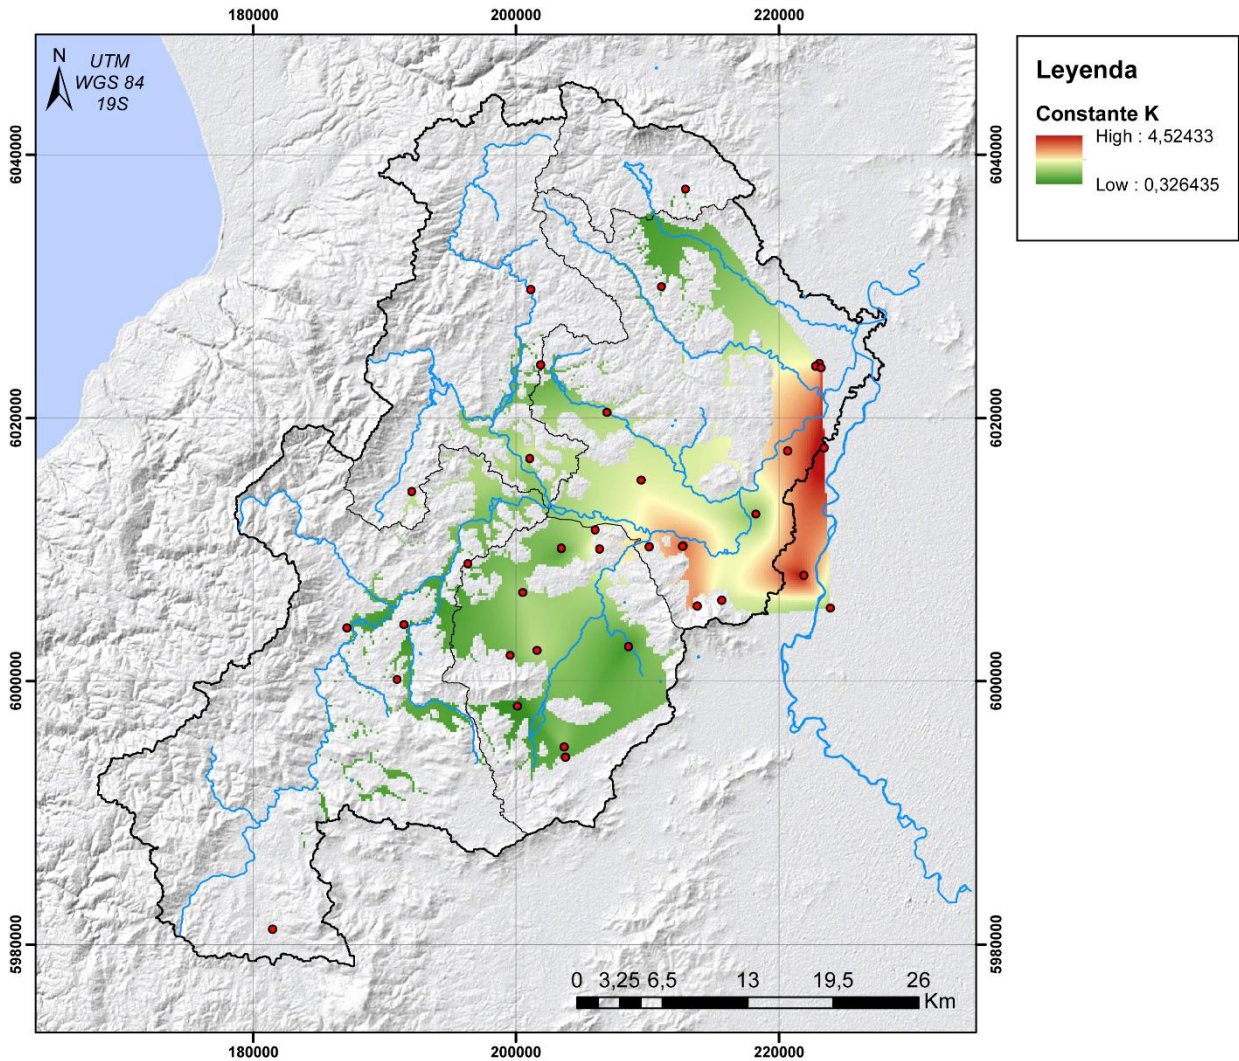 180000 200000 220000
N
UTM
WGS 84
19S
Leyenda
Constante K
High : 4,52433
Low : 0,326435
6040000 6040000
6020000 6020000
6000000 6000000
5980000 5980000
0 3,25 6,5 13 19,5 26
Km
180000 200000 220000